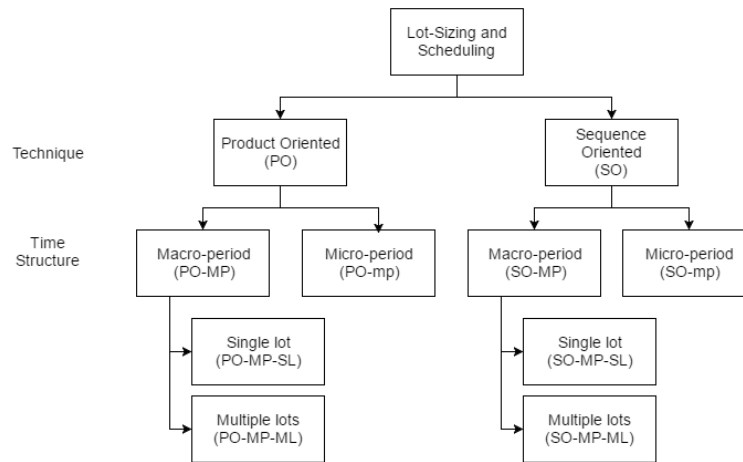 Lot-Sizing and
Scheduling
Technique
Product Oriented
(PO)
Sequence
Oriented
(SO)
Time
Structure
Macro-period
(PO-MP)
Micro-period
(PO-mp)
Macro-period
(SO-MP)
Micro-period
(SO-mp)
Single lot
(PO-MP-SL)
Single lot
(SO-MP-SL)
Multiple lots
(PO-MP-ML)
Multiple lots
(SO-MP-ML)